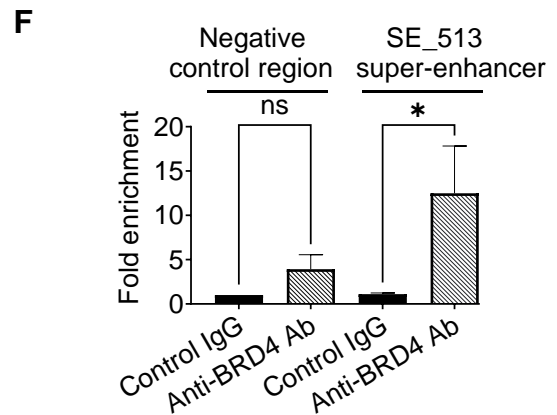 F
Negative
control region
SE_513
super-enhancer
ns
*
Fold enrichment
20
15
10
5
0
Control IgG
Anti-BRD4 Ab
Control IgG
Anti-BRD4 Ab